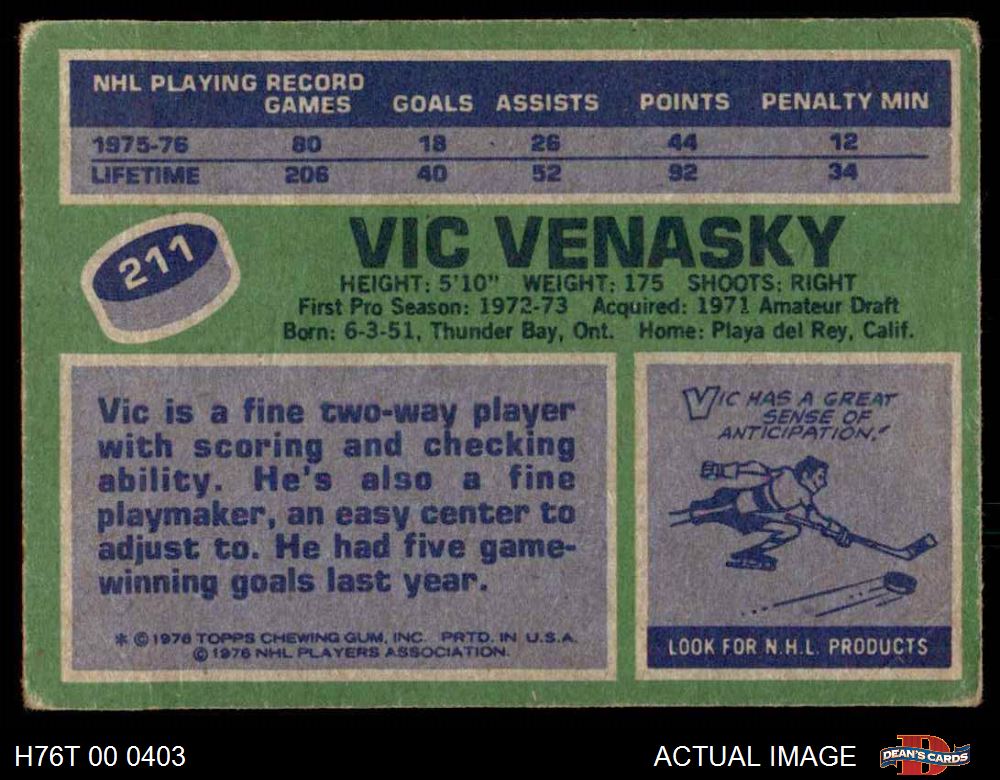 NHL PLAYING RECORD
GAMES GOALS ASSISTS POINTS PENALTY MIN
1975-76 80 18 26 44 12
LIFETIME 206 40 52 92 34
211
VIC VENASKY
HEIGHT: 5'10" WEIGHT: 175 SHOOTS: RIGHT
First Pro Season: 1972-73 Acquired: 1971 Amateur Draft
Born: 6-3-51, Thunder Bay, Ont. Home: Playa del Rey, Calif.
Vic is a fine two-way player
with scoring and checking
ability. He's also a fine
playmaker, an easy center to
adjust to. He had five game-
winning goals last year.
* © 1976 TOPPS CHEWING GUM, INC. PRTD. IN U.S.A.
© 1976 NHL PLAYERS ASSOCIATION.
VIC HAS A GREAT
SENSE OF
ANTICIPATION."
LOOK FOR N.H.L. PRODUCTS
H76T 00 0403
ACTUAL IMAGE
DEAN'S CARDS